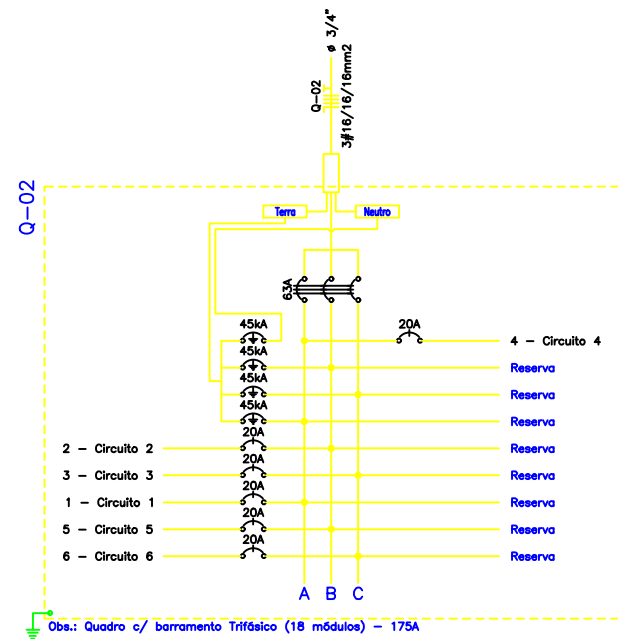 ø 3/4"
Q-02
3#16/16/16mm2
Q-02
Terra
Neutro
63A
45kA
20A
4 - Circuito 4
45kA
Reserva
45kA
Reserva
45kA
Reserva
20A
2 - Circuito 2
Reserva
20A
3 - Circuito 3
Reserva
20A
1 - Circuito 1
Reserva
20A
5 - Circuito 5
Reserva
20A
6 - Circuito 6
Reserva
A B C
Obs.: Quadro c/ barramento Trifásico (18 módulos) - 175A